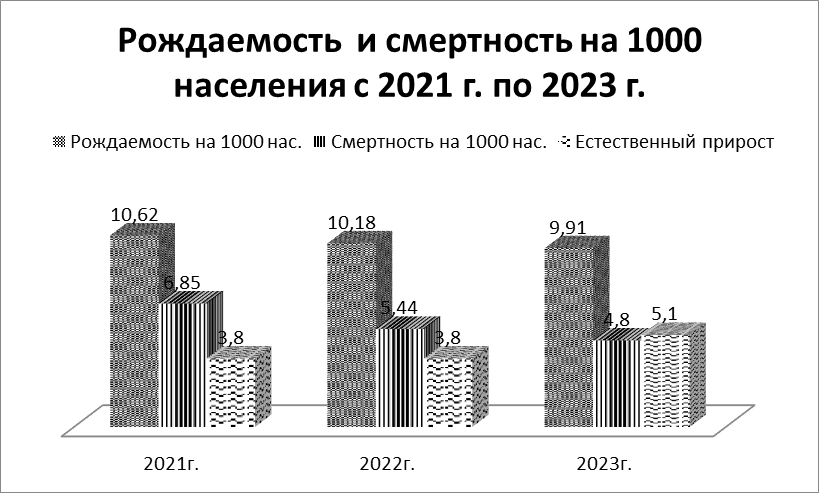 Рождаемость и смертность на 1000
населения с 2021 г. по 2023 г.
Рождаемость на 1000 нас. Смертность на 1000 нас. Естественный прирост
10,62 10,18 9,91
6,85 5,44 4,8 5,1
3,8 3,8
2021г. 2022г. 2023г.